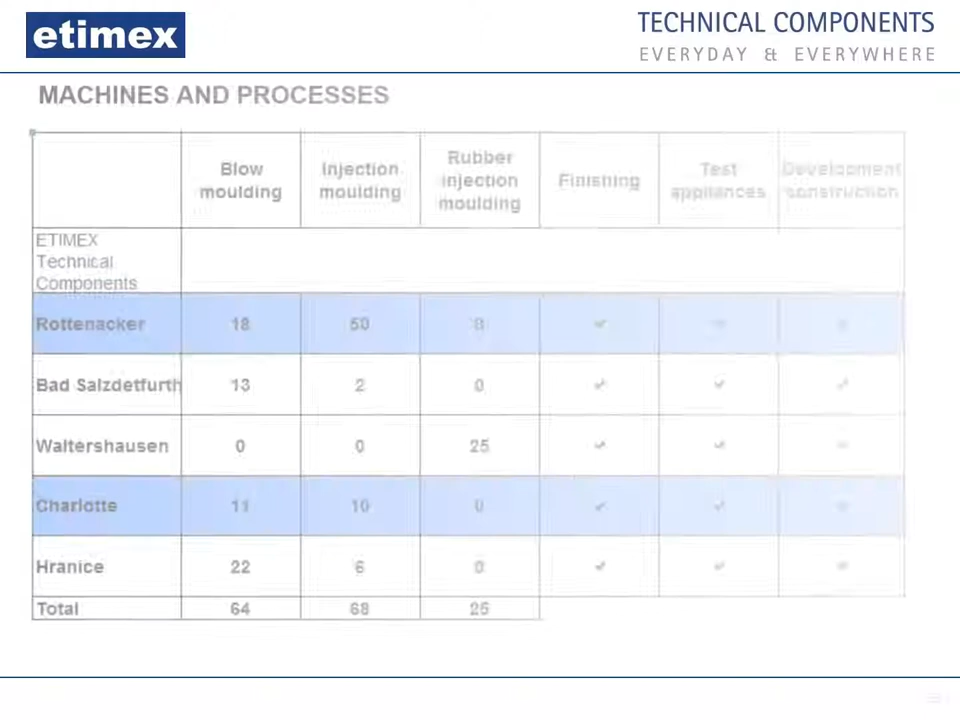 etimex
TECHNICAL COMPONENTS
EVERYDAY & EVERYWHERE
MACHINES AND PROCESSES
Blow
moulding
Injection
moulding
Rubber
injection
moulding
Finishing
Test
appliances
Development
construction
ETIMEX
Technical
Components
Rottenacker 18 50 0 ✓
Bad Salzdetfurth 13 2 0 ✓ ✓ ✓
Waltershausen 0 0 25 ✓ ✓
Charlotte 11 10 0 ✓ ✓
Hranice 22 6 0 ✓ ✓
Total 64 68 25